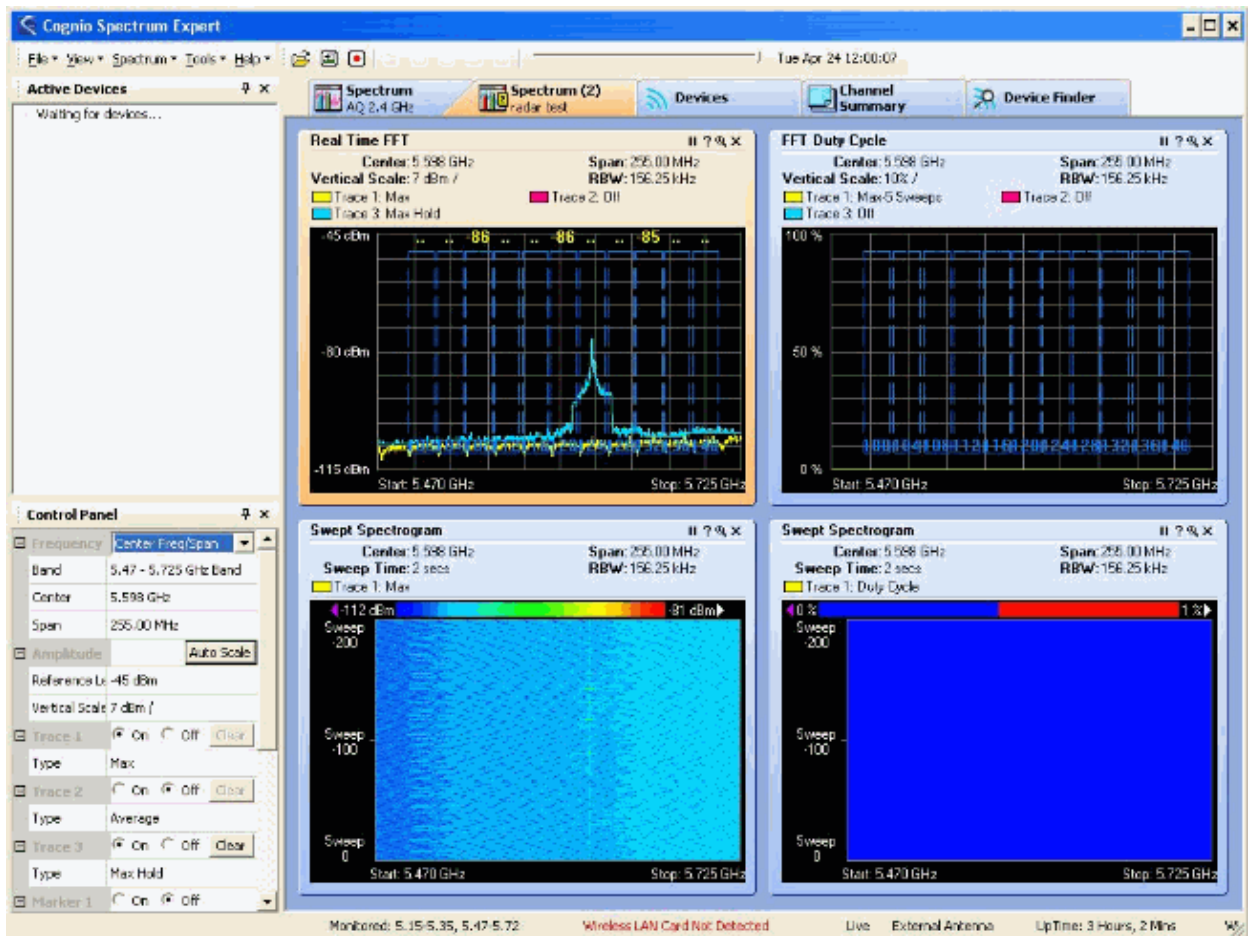 Cognio Spectrum Expert
File View Spectrum Tools Help
Tue Apr 24 12:00:07
Active Devices
Waiting for devices...
Spectrum
AQ 2.4 GHz
Spectrum (2)
radar test
Devices
Channel
Summary
Device Finder
Real Time FFT
Center: 5.598 GHz Span: 255.00 MHz
Vertical Scale: 7 dBm / RBW: 156.25 kHz
Trace 1: Max Trace 2: Off
Trace 3: Max Hold
-45 dBm .. .. -86 .. .. -86 .. .. -85 .. ..
-80 dBm
-115 dBm
Start: 5.470 GHz Stop: 5.725 GHz
FFT Duty Cycle
Center: 5.598 GHz Span: 255.00 MHz
Vertical Scale: 10% / RBW: 156.25 kHz
Trace 1: Max-5 Sweeps Trace 2: Off
Trace 3: Off
100 %
50 %
0 %
Start: 5.470 GHz Stop: 5.725 GHz
Control Panel
Frequency Center Freq/Span
Band 5.47 - 5.725 GHz Band
Center 5.598 GHz
Span 255.00 MHz
Amplitude Auto Scale
Reference Le -45 dBm
Vertical Scale 7 dBm /
Trace 1 On Off Clear
Type Max
Trace 2 On Off Clear
Type Average
Trace 3 On Off Clear
Type Max Hold
Marker 1 On Off
Swept Spectrogram
Center: 5.598 GHz Span: 255.00 MHz
Sweep Time: 2 secs RBW: 156.25 kHz
Trace 1: Max
-112 dBm -81 dBm
Sweep
-200
Sweep
-100
Sweep
0
Start: 5.470 GHz Stop: 5.725 GHz
Swept Spectrogram
Center: 5.598 GHz Span: 255.00 MHz
Sweep Time: 2 secs RBW: 156.25 kHz
Trace 1: Duty Cycle
0 % 1 %
Sweep
-200
Sweep
-100
Sweep
0
Start: 5.470 GHz Stop: 5.725 GHz
Monitored: 5.15-5.35, 5.47-5.72 Wireless LAN Card Not Detected Live External Antenna UpTime: 3 Hours, 2 Mins